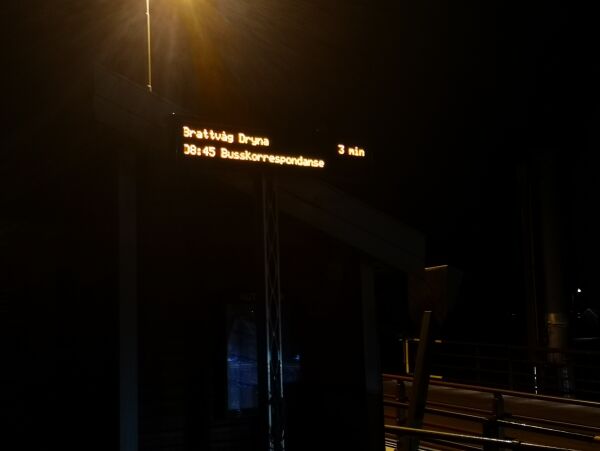 Brattvåg Dryna 3 min
08:45 Busskorrespondanse